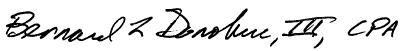 Bernard L Donohue, III, CPA